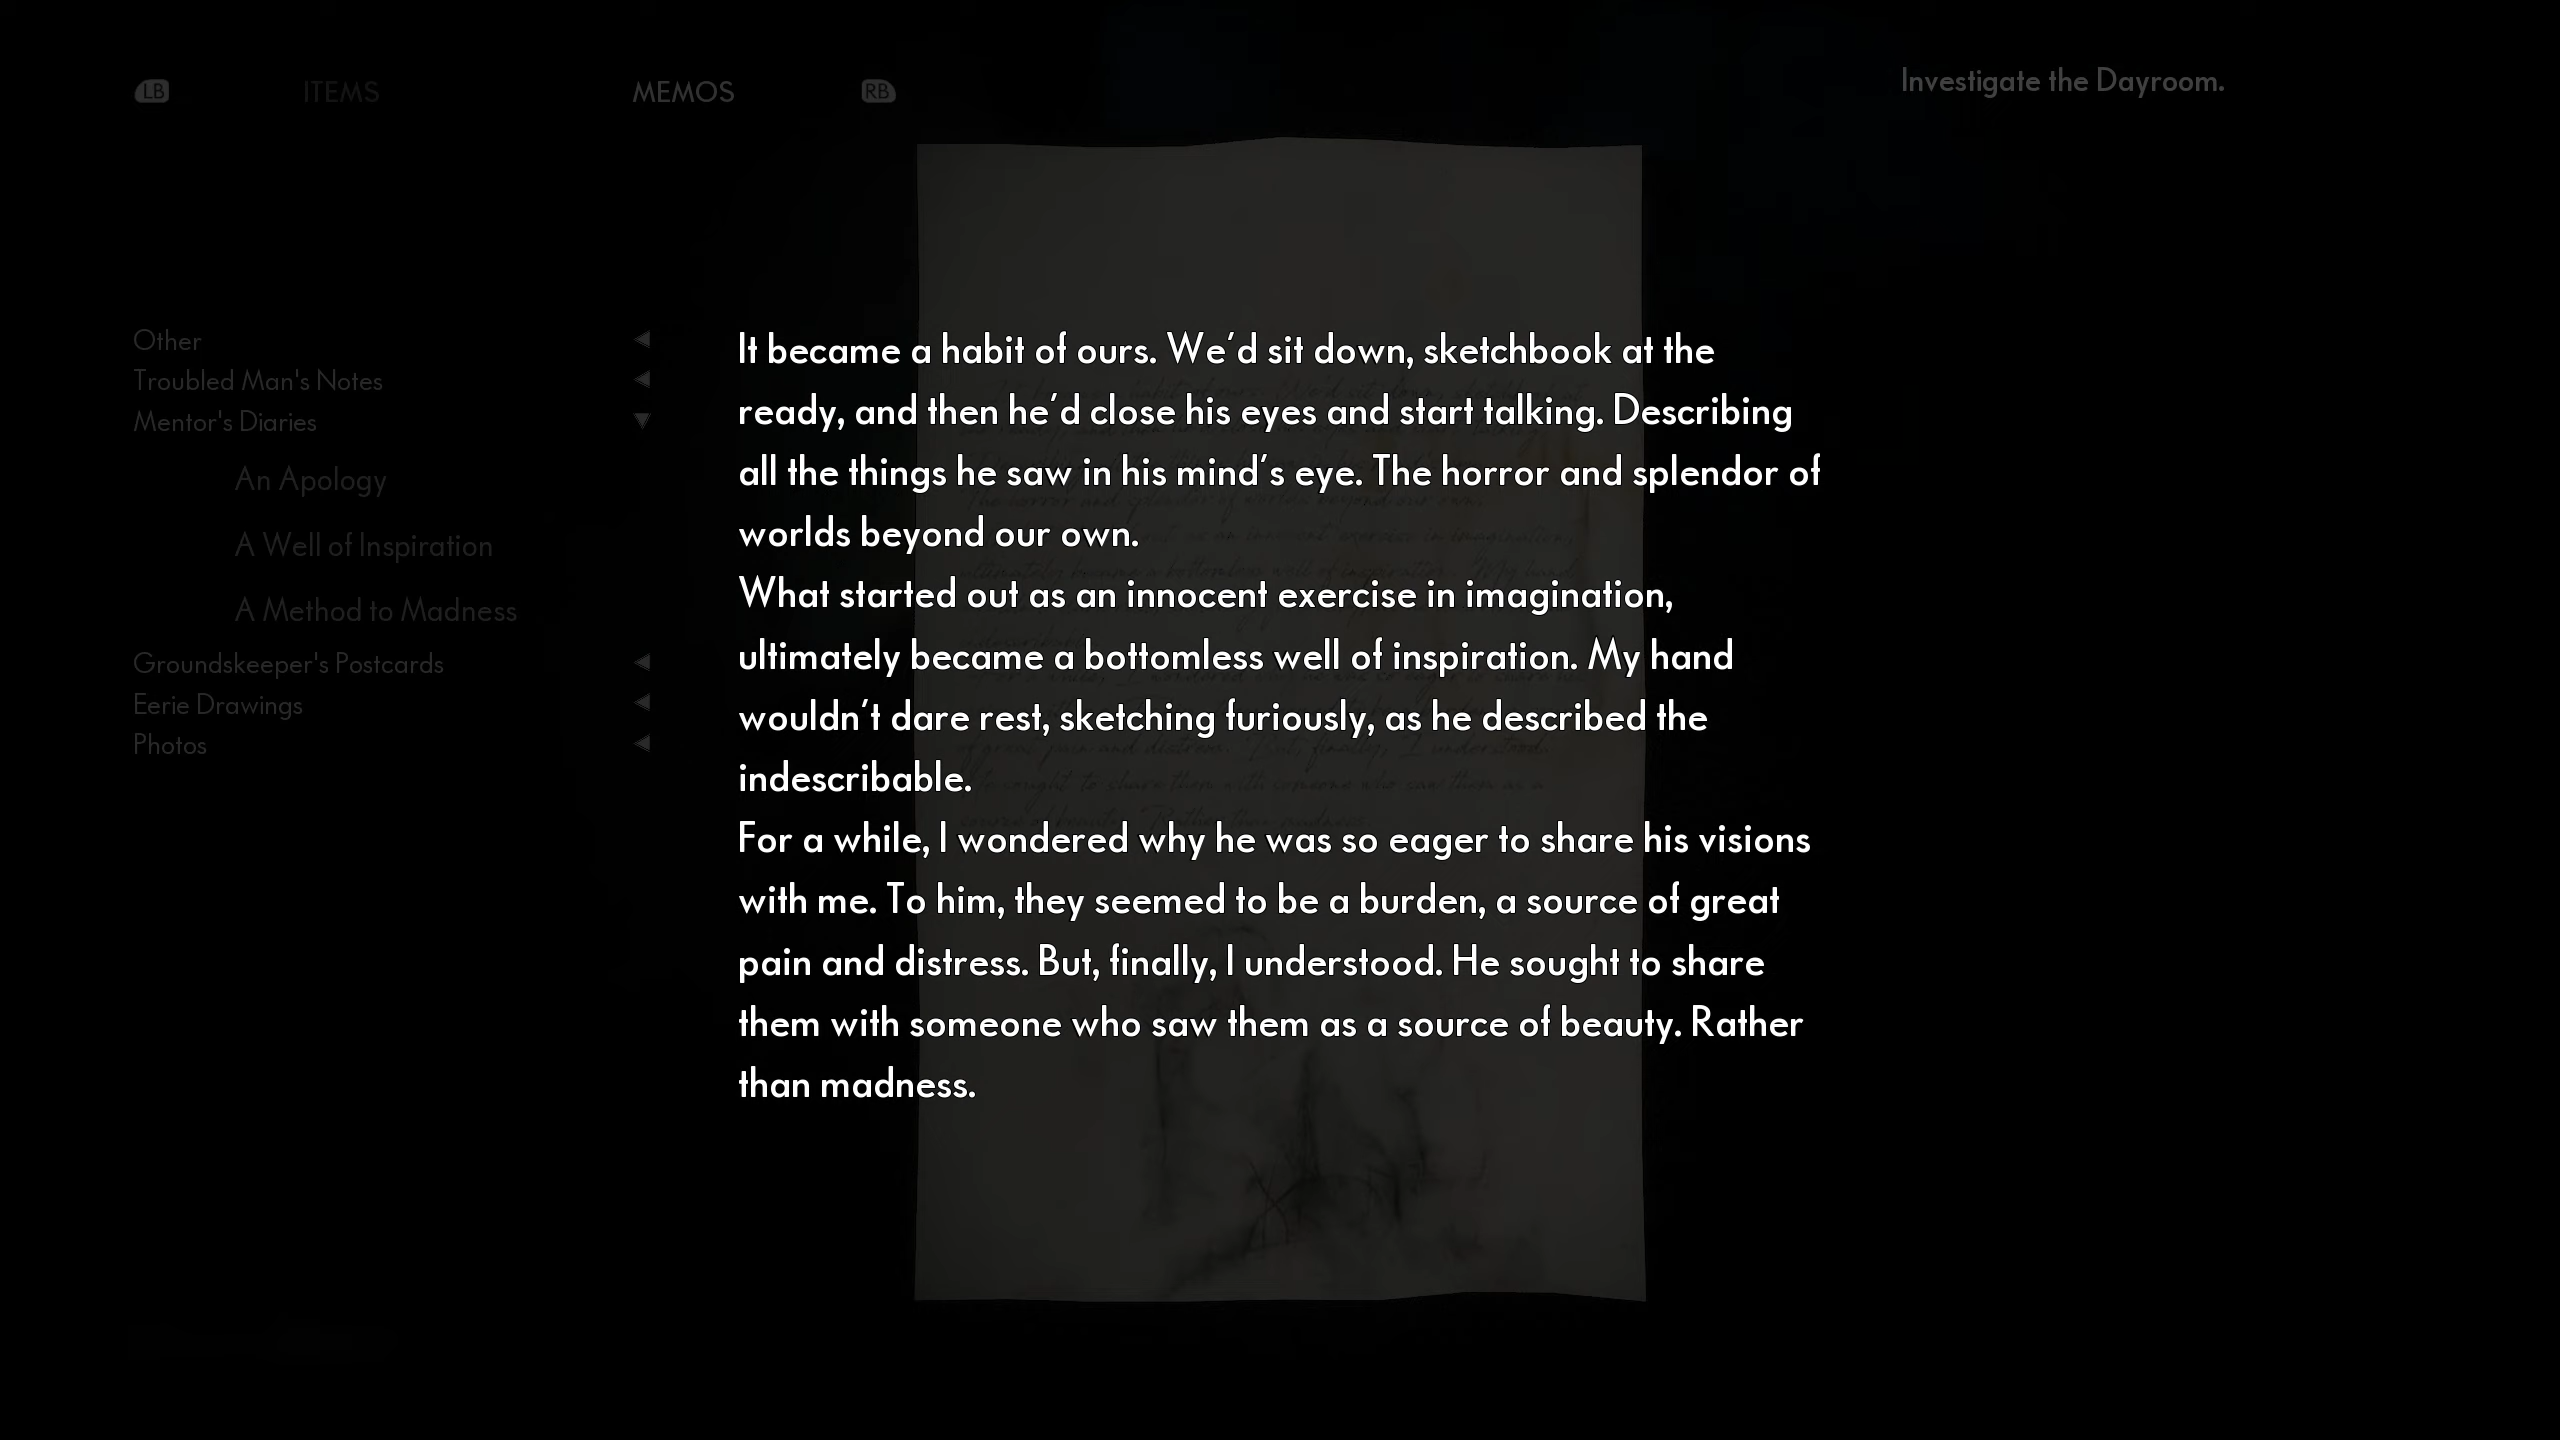 LB
ITEMS
MEMOS
RB
Investigate the Dayroom.
Other
Troubled Man's Notes
Mentor's Diaries
An Apology
A Well of Inspiration
A Method to Madness
Groundskeeper's Postcards
Eerie Drawings
Photos
It became a habit of ours. We'd sit down, sketchbook at the
ready, and then he'd close his eyes and start talking. Describing
all the things he saw in his mind's eye. The horror and splendor of
worlds beyond our own.
What started out as an innocent exercise in imagination,
ultimately became a bottomless well of inspiration. My hand
wouldn't dare rest, sketching furiously, as he described the
indescribable.
For a while, I wondered why he was so eager to share his visions
with me. To him, they seemed to be a burden, a source of great
pain and distress. But, finally, I understood. He sought to share
them with someone who saw them as a source of beauty. Rather
than madness.